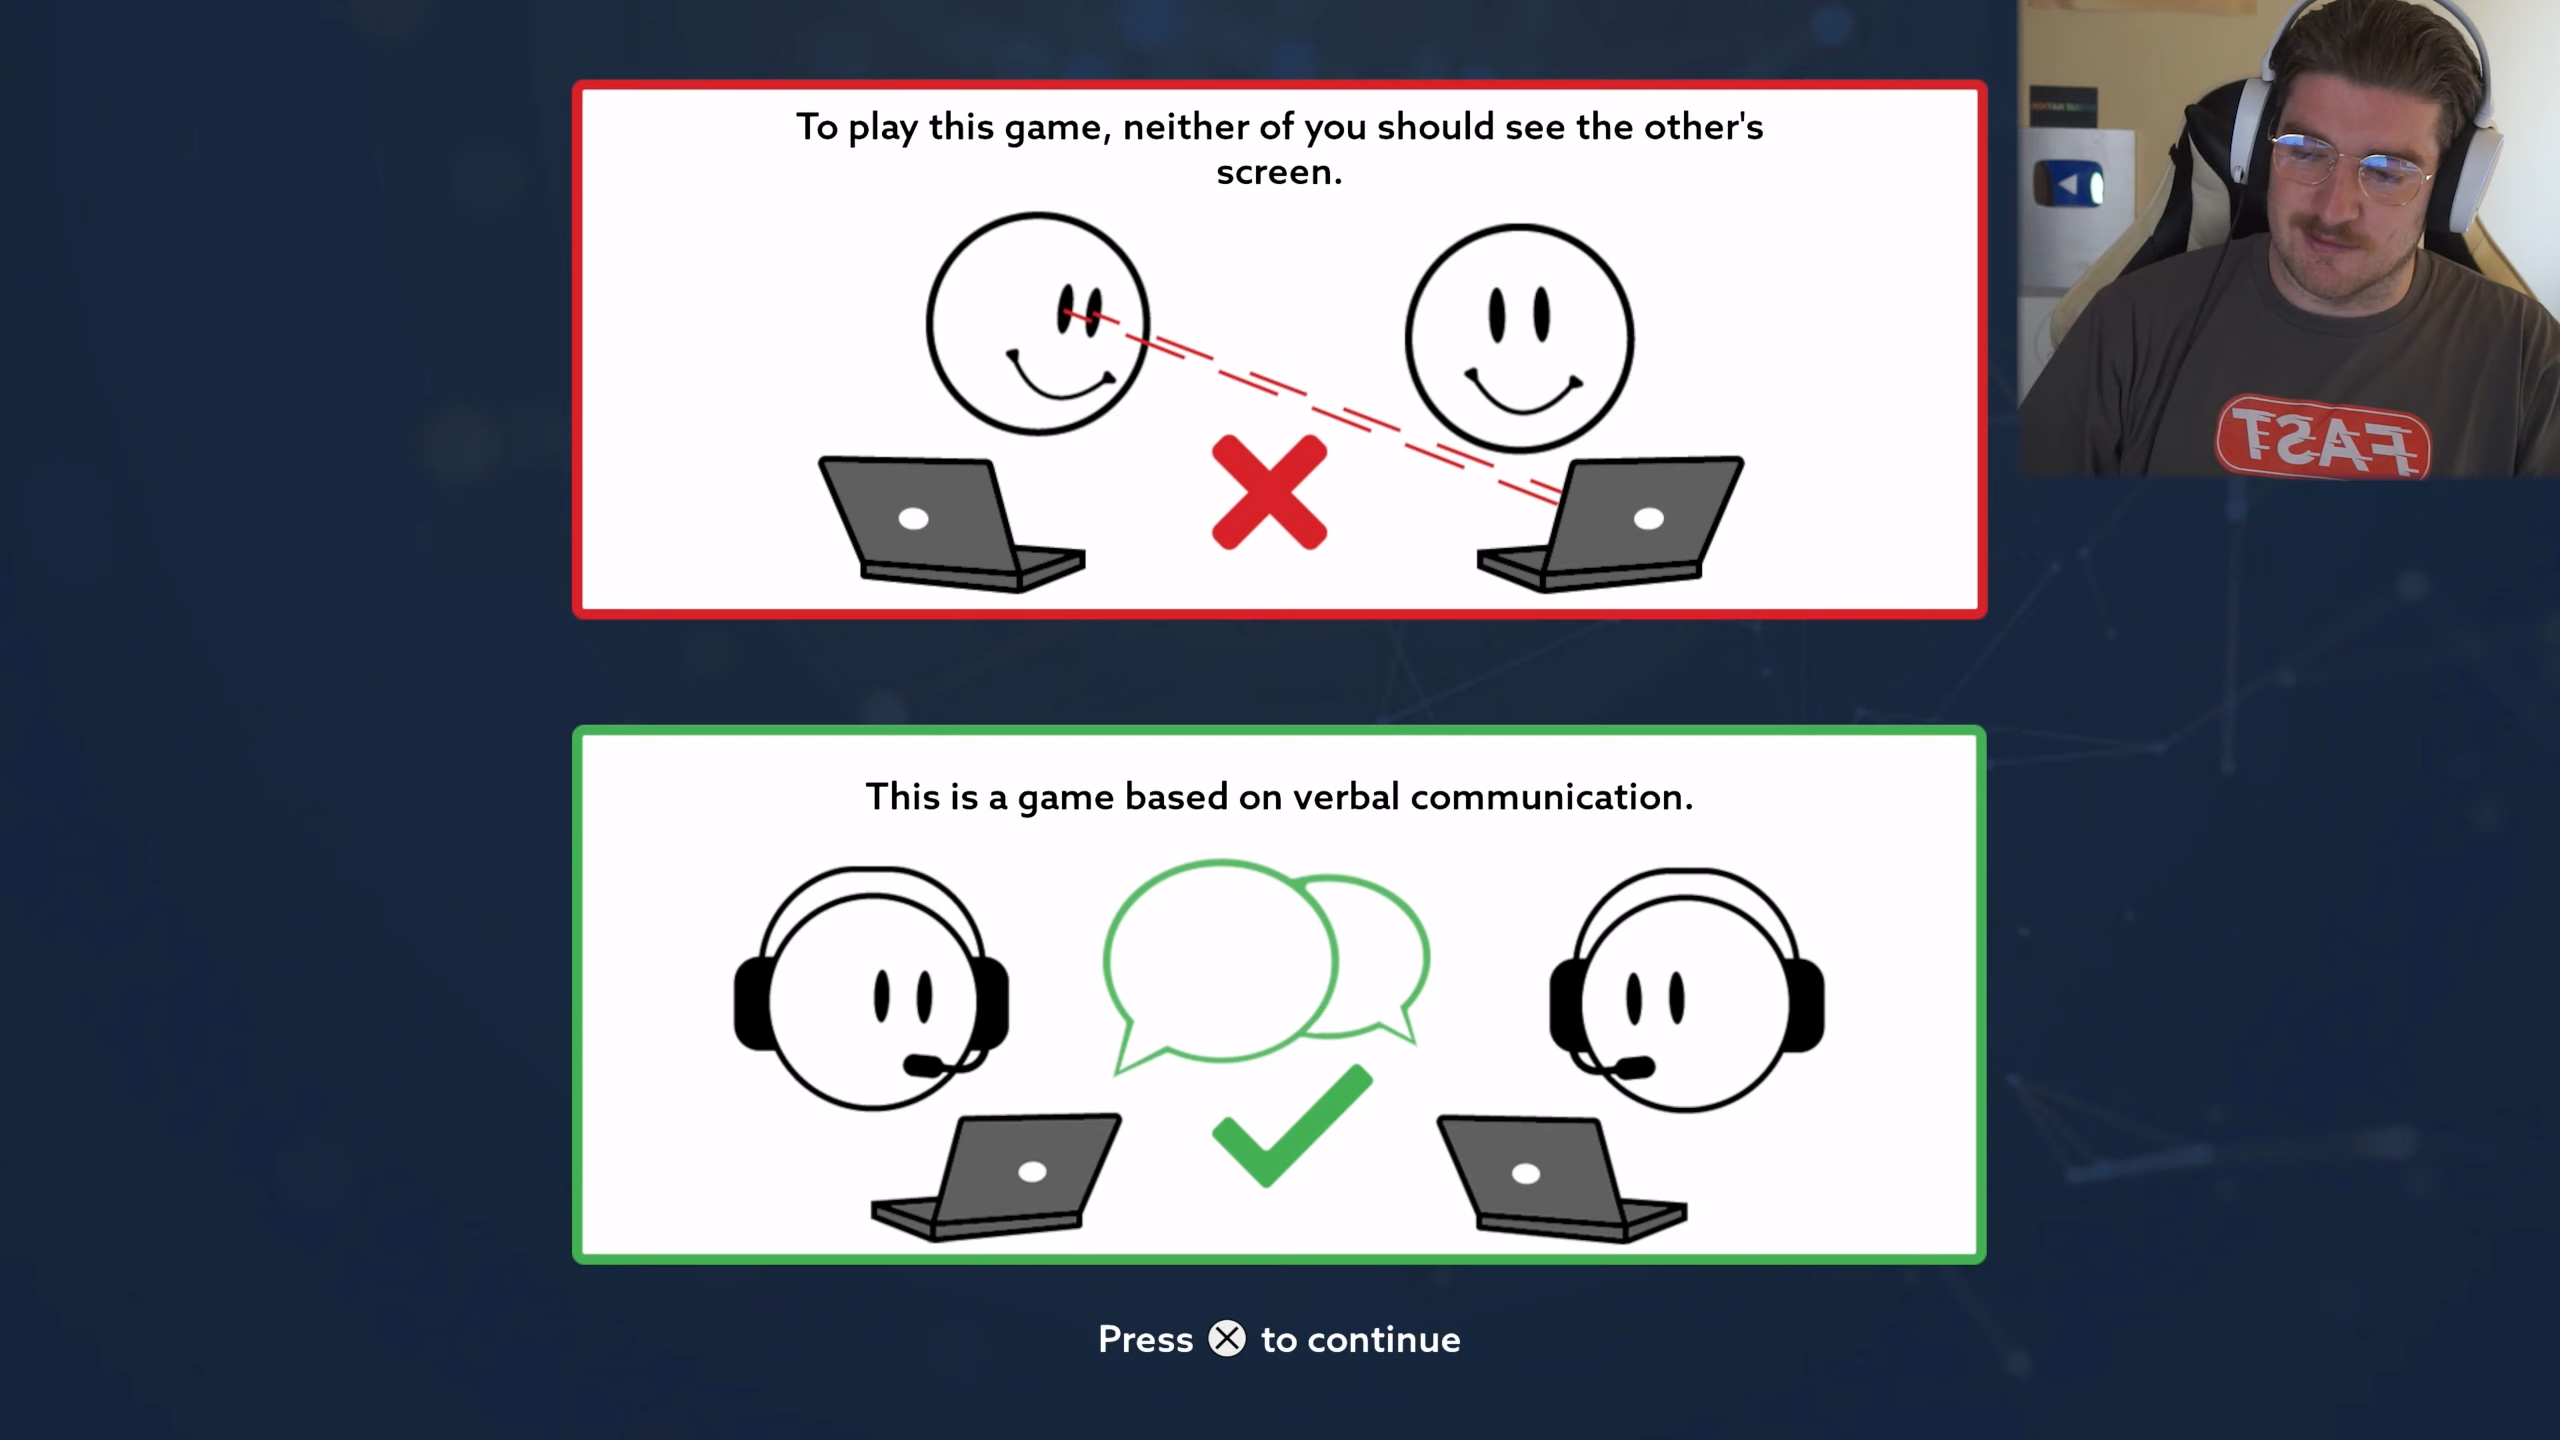 To play this game, neither of you should see the other's
screen.
FAST
This is a game based on verbal communication.
Press ⊗ to continue